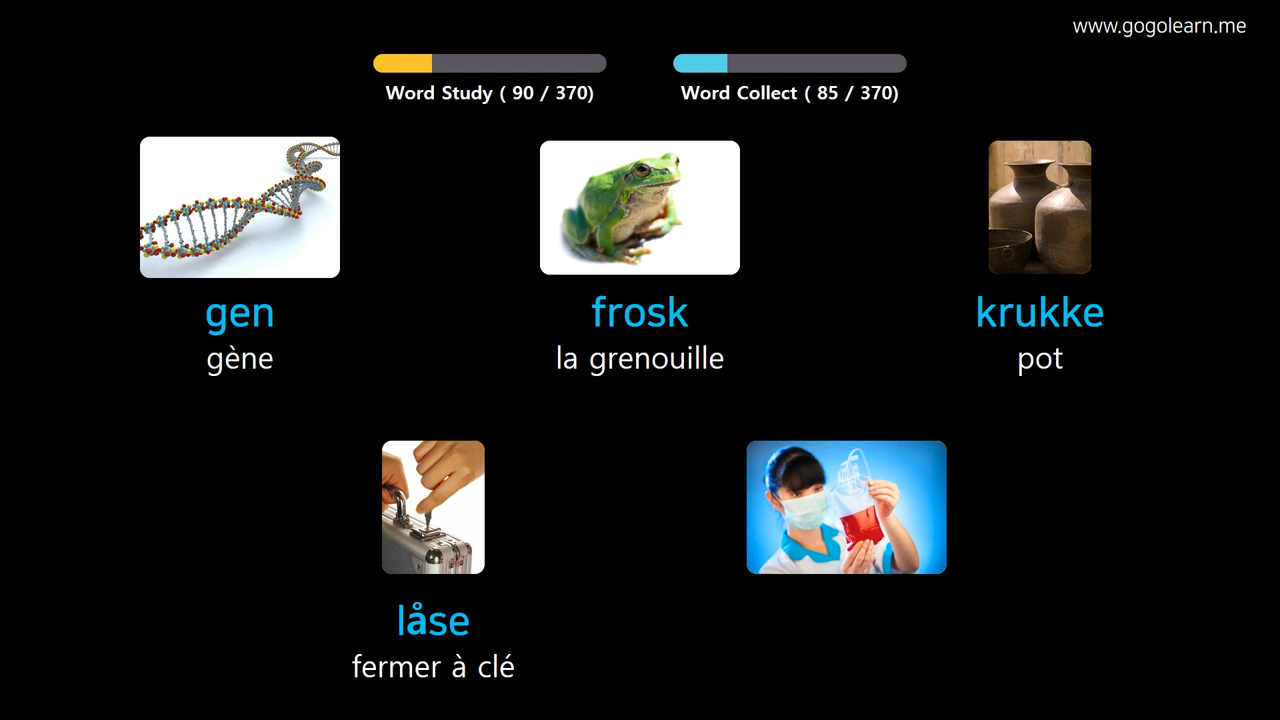 www.gogolearn.me
Word Study ( 90 / 370)
Word Collect ( 85 / 370)
gen
gène
frosk
la grenouille
krukke
pot
låse
fermer à clé